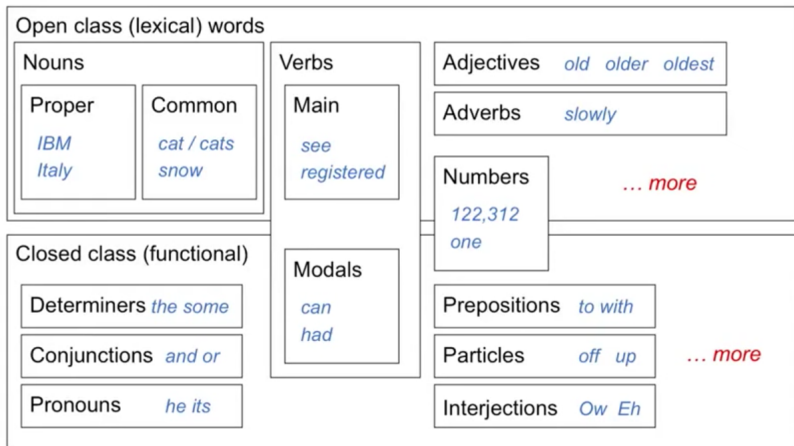 Open class (lexical) words
Nouns
Proper
IBM
Italy
Common
cat / cats
snow
Verbs
Main
see
registered
Adjectives old older oldest
Adverbs slowly
Numbers
122,312
one
… more
Closed class (functional)
Determiners the some
Conjunctions and or
Pronouns he its
Modals
can
had
Prepositions to with
Particles off up
Interjections Ow Eh
… more